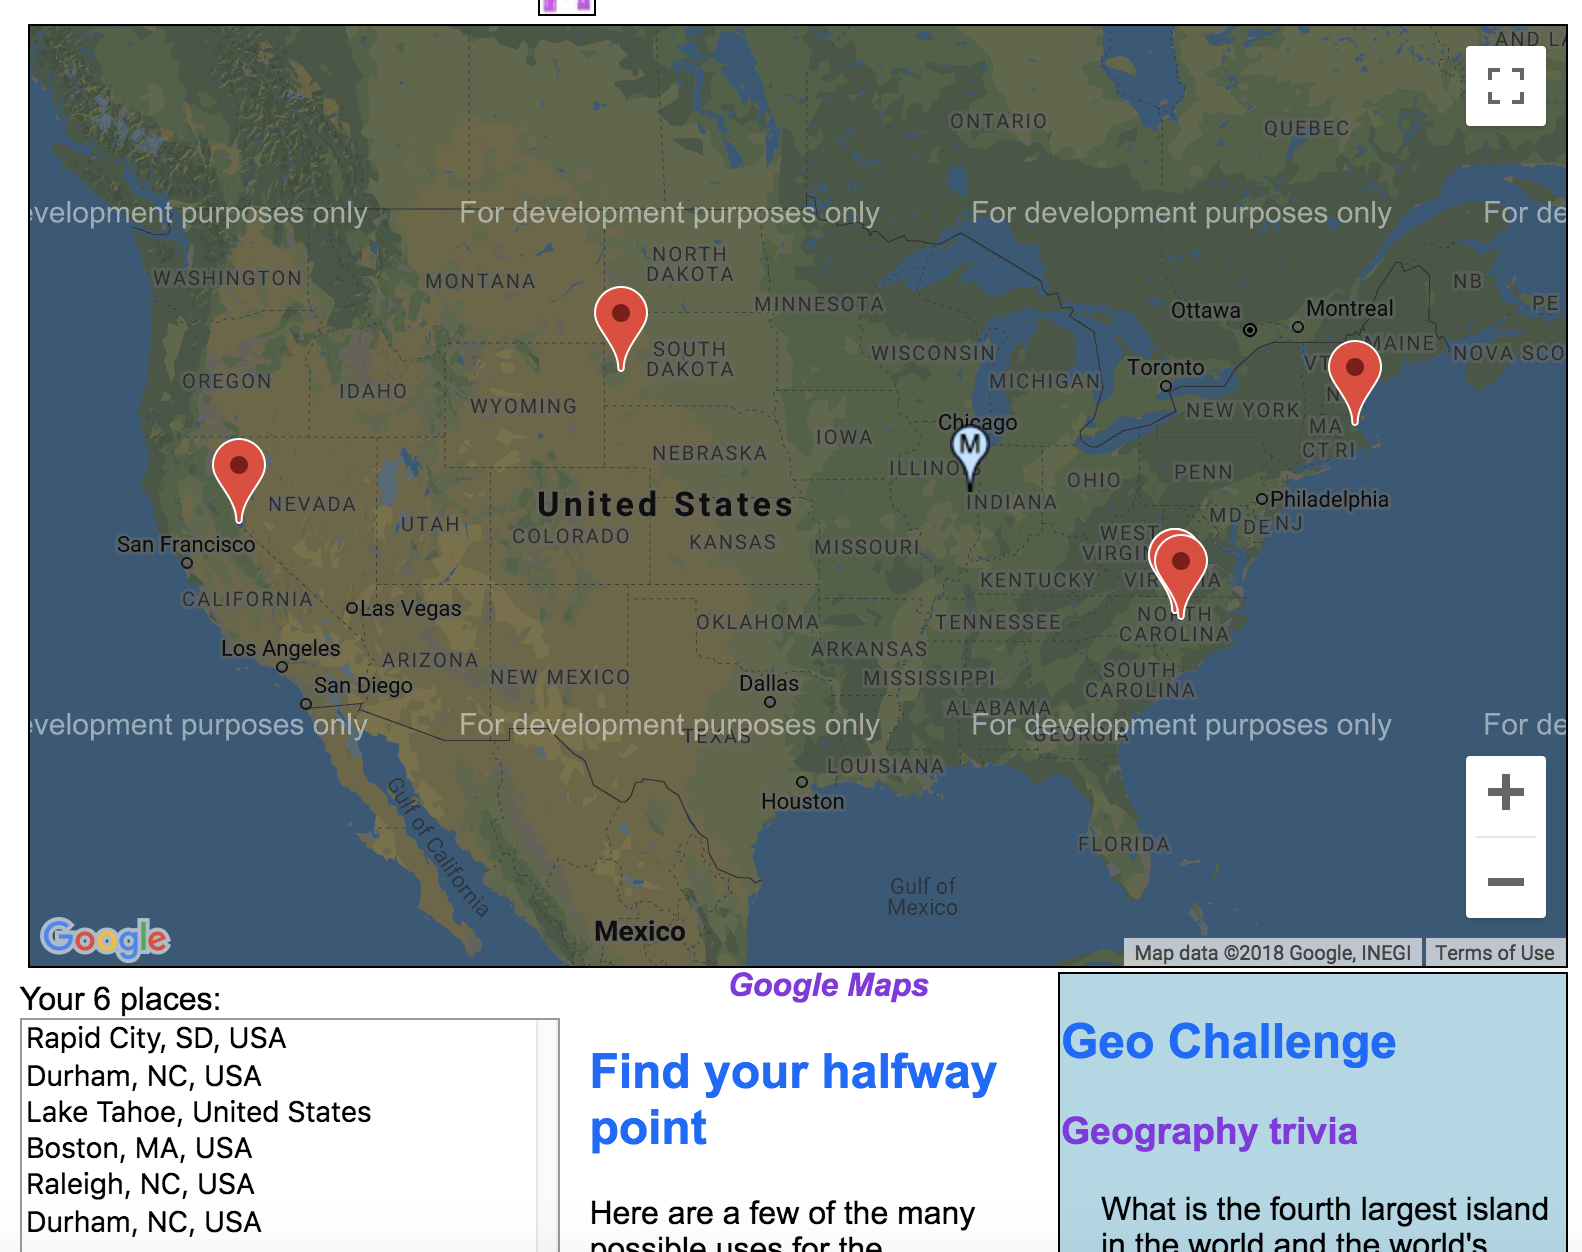 AND LA
ONTARIO
QUEBEC
evelopment purposes only
For development purposes only
For development purposes only
For de
WASHINGTON
MONTANA
NORTH
DAKOTA
MINNESOTA
NB
PE
Ottawa
Montreal
MAINE
NOVA SCO
VT
OREGON
IDAHO
WYOMING
SOUTH
DAKOTA
WISCONSIN
MICHIGAN
Toronto
NEW YORK
N
MA
CT RI
Chicago
M
IOWA
ILLINOIS
INDIANA
OHIO
PENN
NEBRASKA
United States
NEVADA
UTAH
COLORADO
KANSAS
MISSOURI
Philadelphia
MD
DE
NJ
WEST
VIRGIN
San Francisco
CALIFORNIA
Las Vegas
KENTUCKY
VIRGINIA
NORTH
CAROLINA
OKLAHOMA
TENNESSEE
ARKANSAS
Los Angeles
ARIZONA
NEW MEXICO
San Diego
Dallas
MISSISSIPPI
SOUTH
CAROLINA
ALABAMA
GEORGIA
evelopment purposes only
For development purposes only
For development purposes only
For de
TEXAS
LOUISIANA
Houston
Gulf of California
FLORIDA
Gulf of
Mexico
Mexico
Google
Map data ©2018 Google, INEGI
Terms of Use
Your 6 places:
Rapid City, SD, USA
Durham, NC, USA
Lake Tahoe, United States
Boston, MA, USA
Raleigh, NC, USA
Durham, NC, USA
Google Maps
Find your halfway
point
Here are a few of the many
possible uses for the
Geo Challenge
Geography trivia
What is the fourth largest island
in the world and the world's